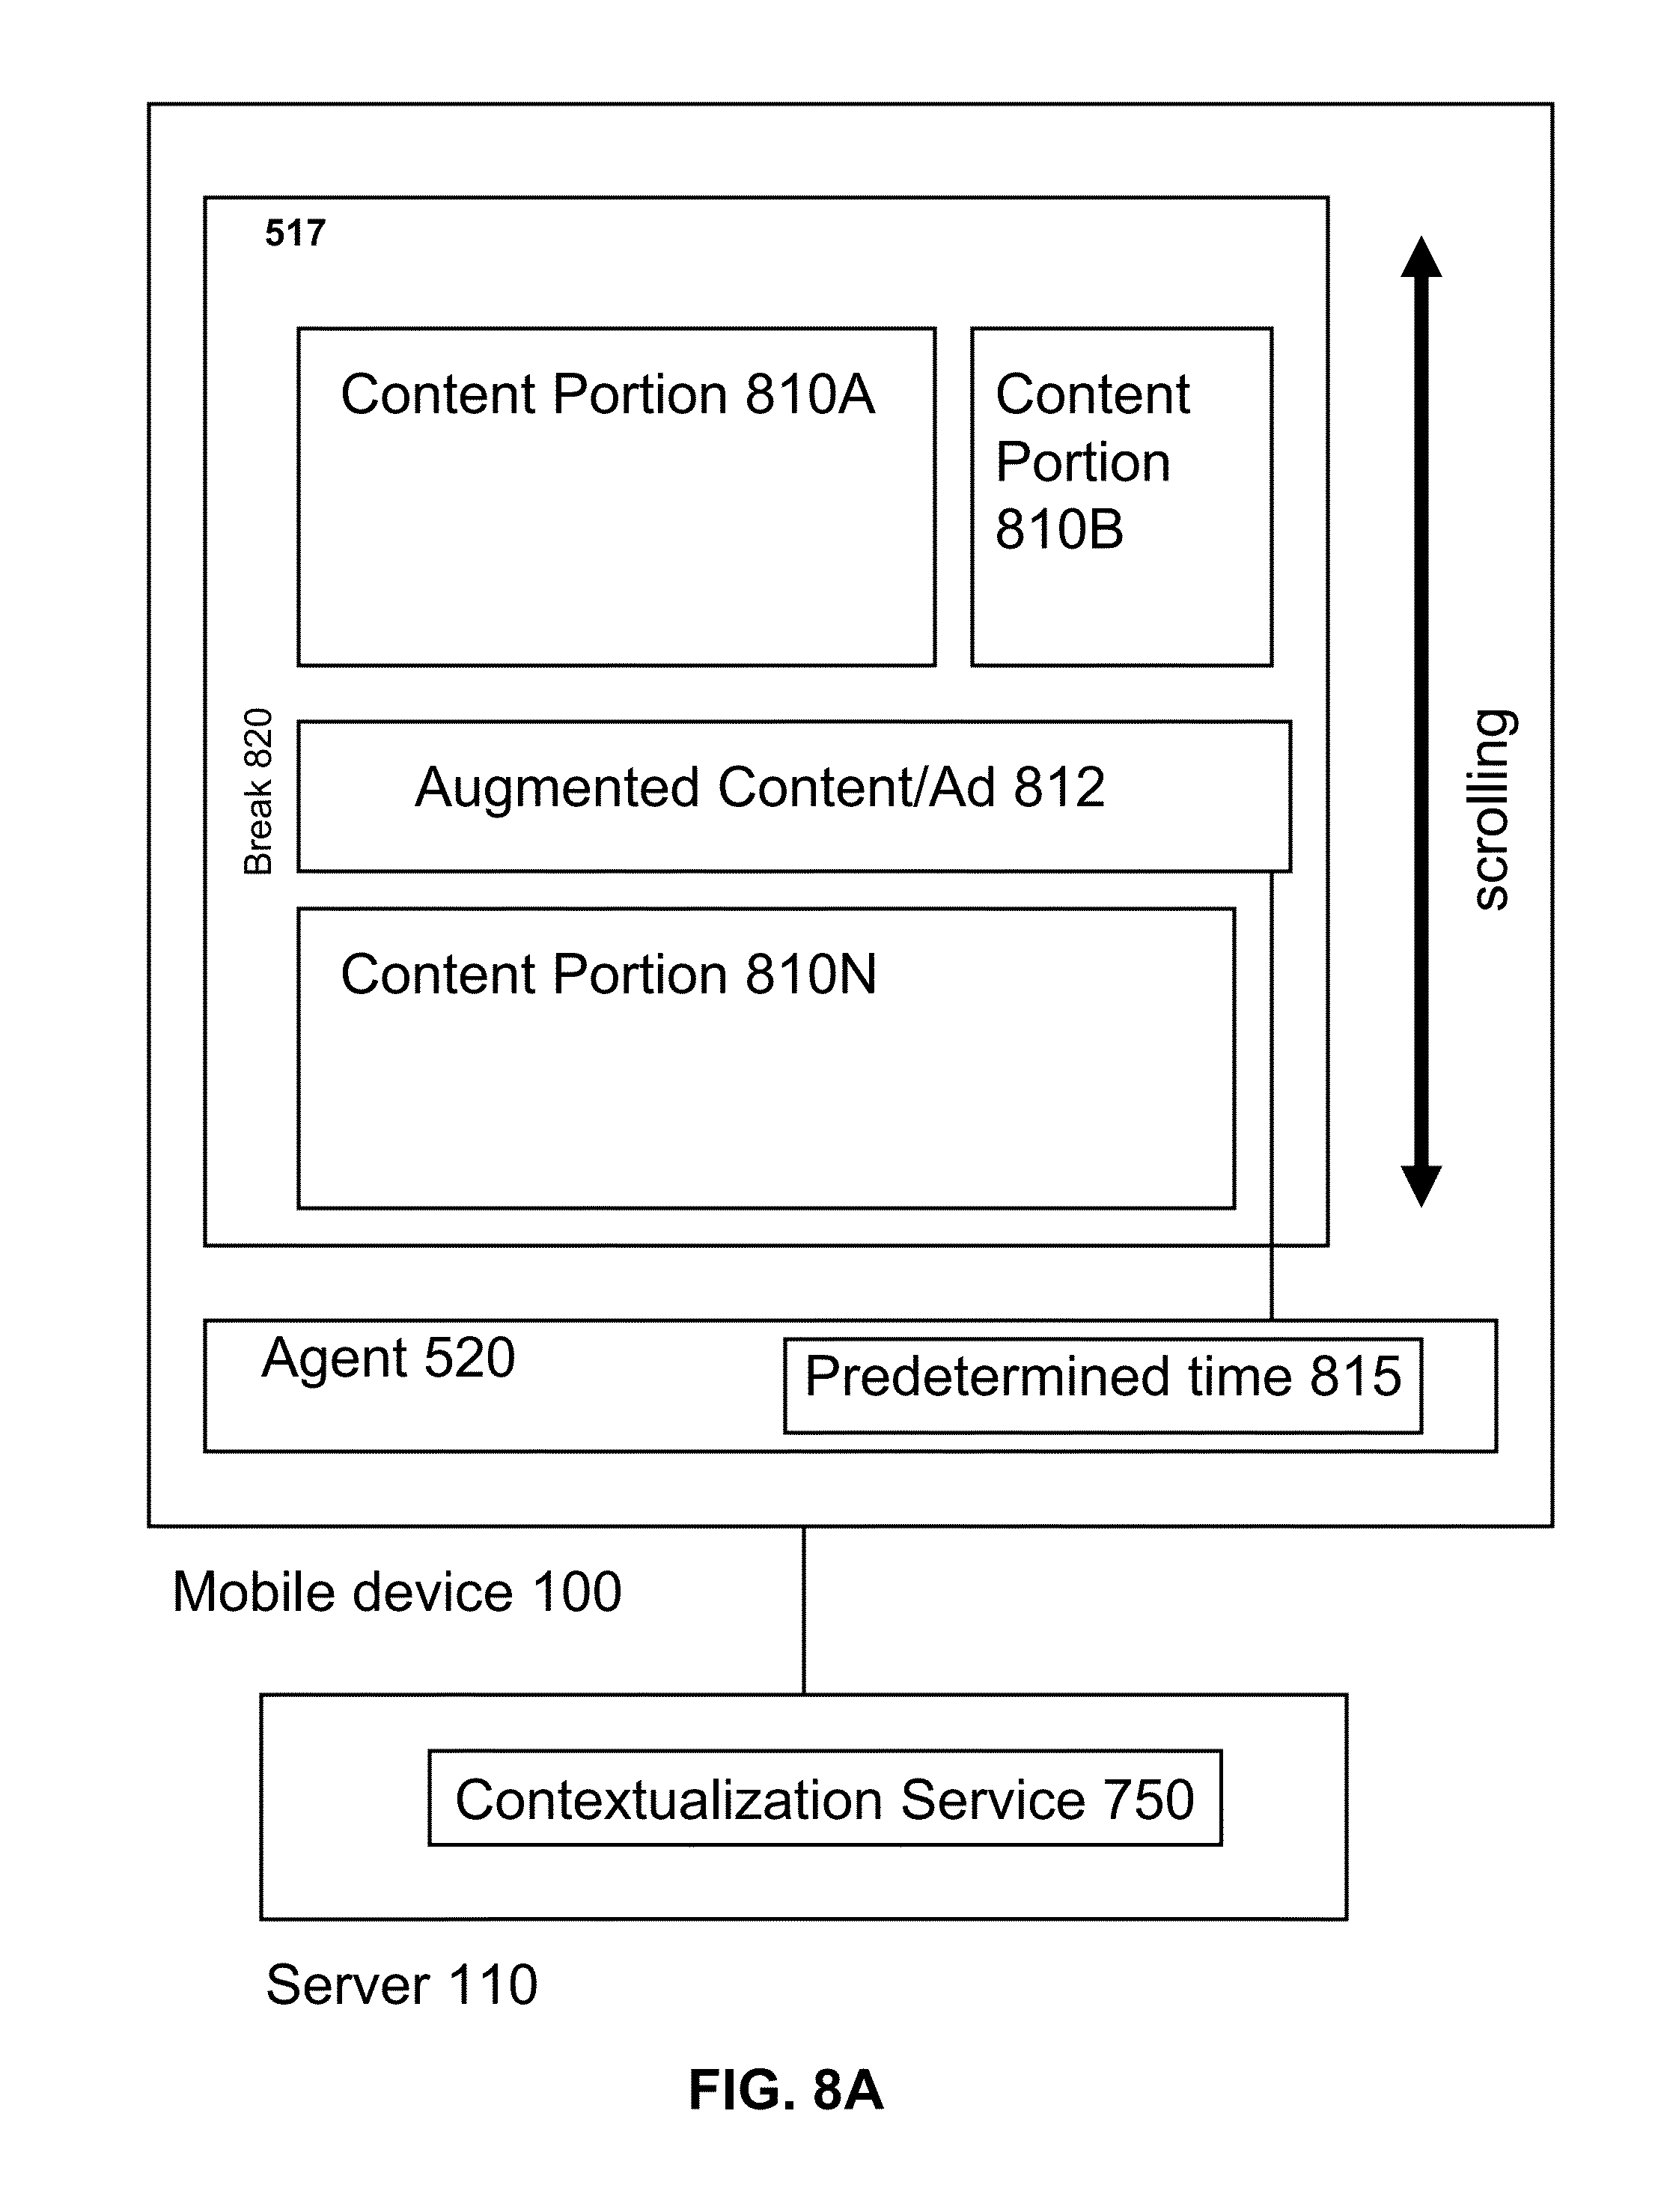 517
Content Portion 810A
Content
Portion
810B
Break 820
Augmented Content/Ad 812
scrolling
Content Portion 810N
Agent 520
Predetermined time 815
Mobile device 100
Contextualization Service 750
Server 110
FIG. 8A